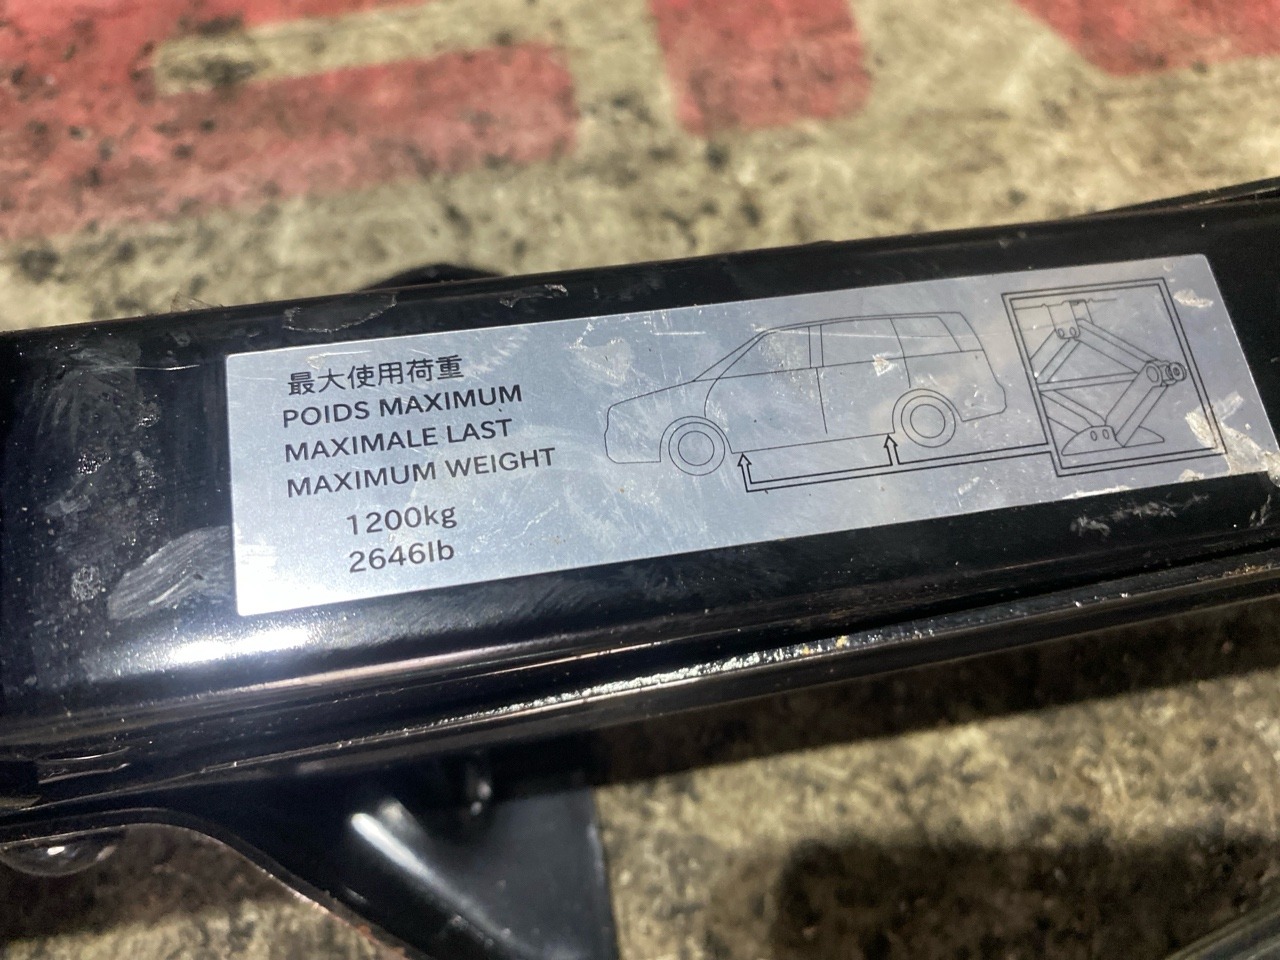 最大使用荷重
POIDS MAXIMUM
MAXIMALE LAST
MAXIMUM WEIGHT
1200kg
2646lb